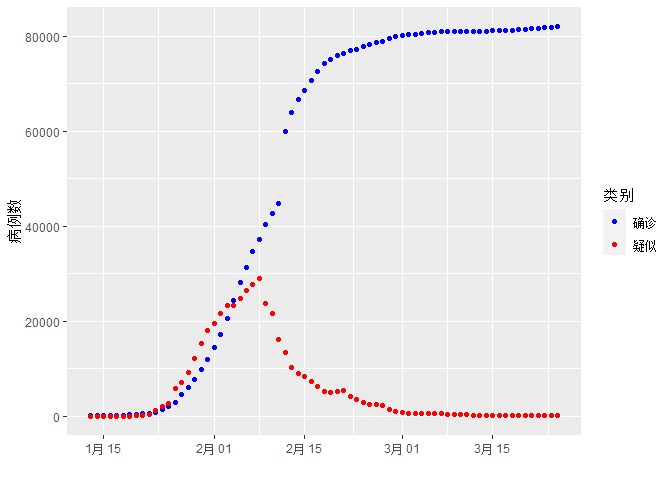 80000
60000
40000
20000
0
病例数
1月 15
2月 01
2月 15
3月 01
3月 15
类别
确诊
疑似